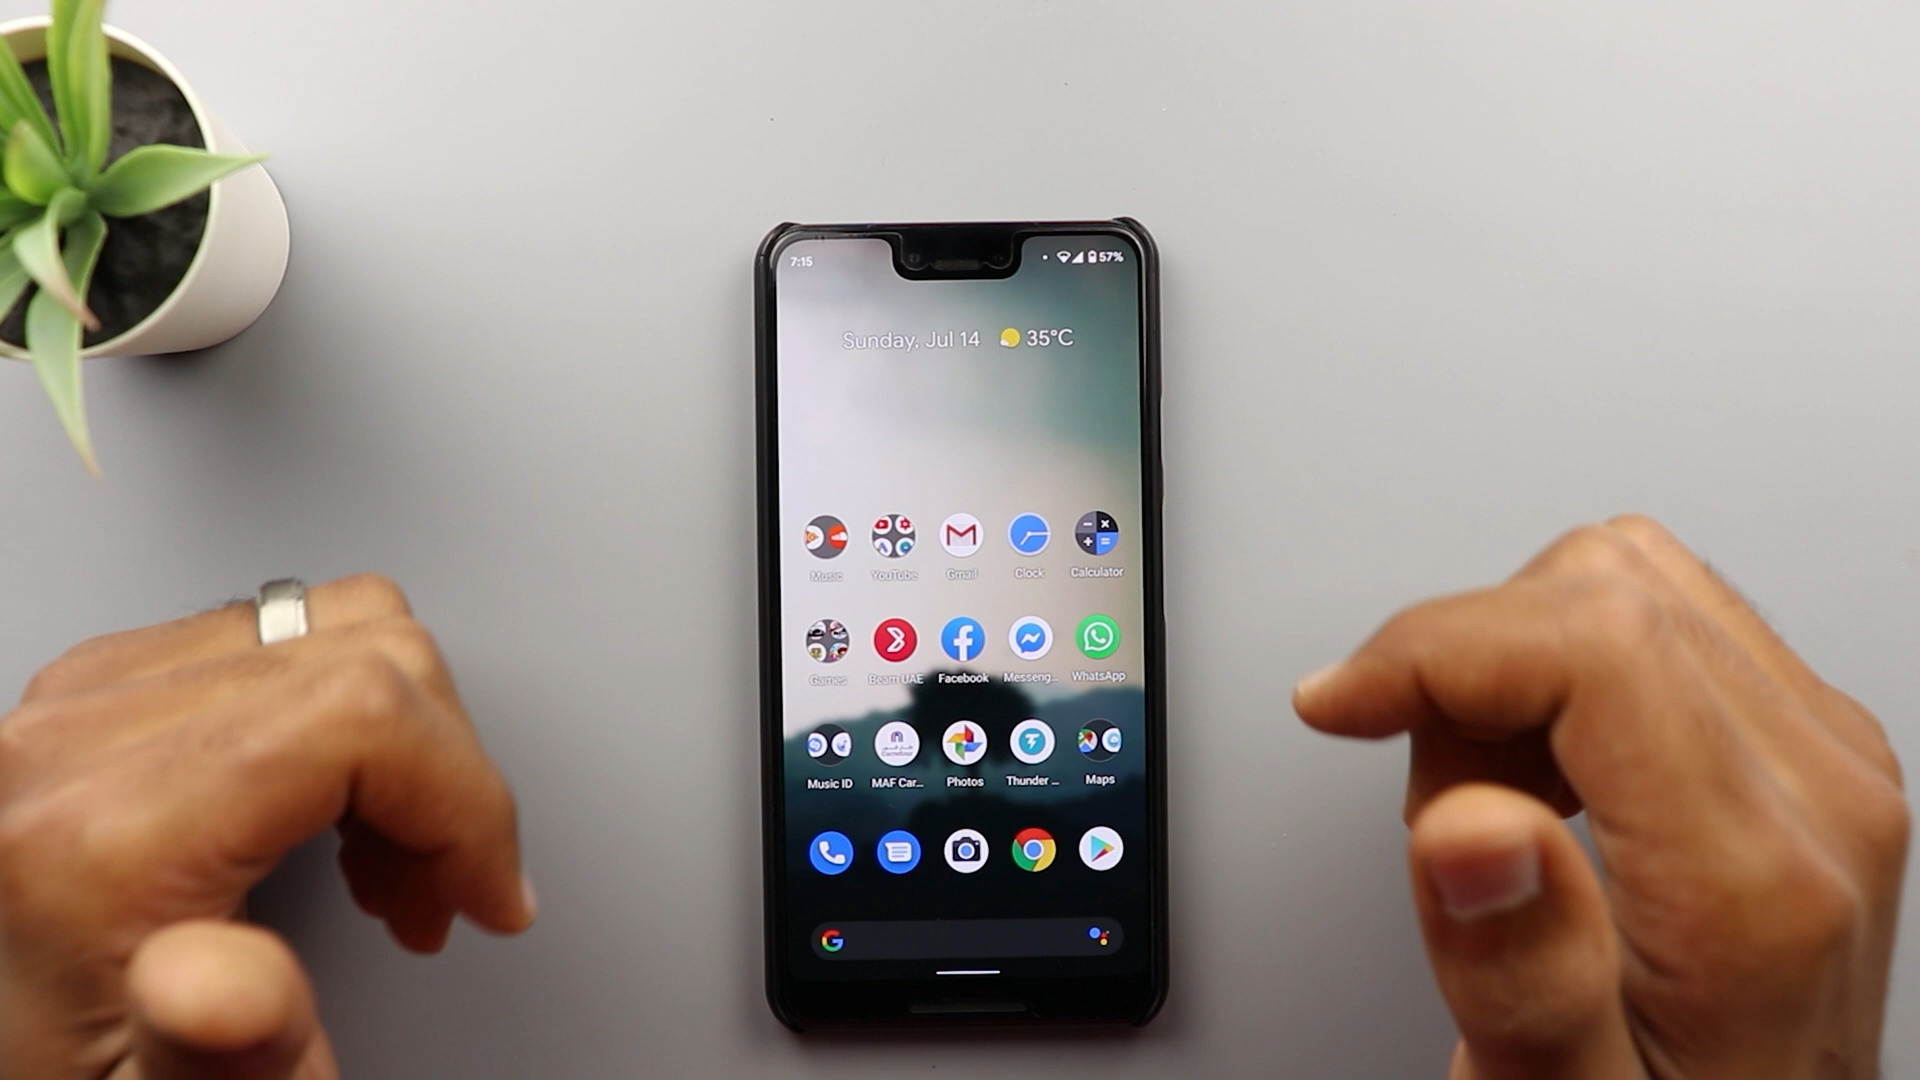 7:15
57%
Sunday, Jul 14 35°C
Music YouTube Gmail Clock Calculator
Games Beam UAE Facebook Messeng... WhatsApp
Music ID MAF Car... Photos Thunder ... Maps